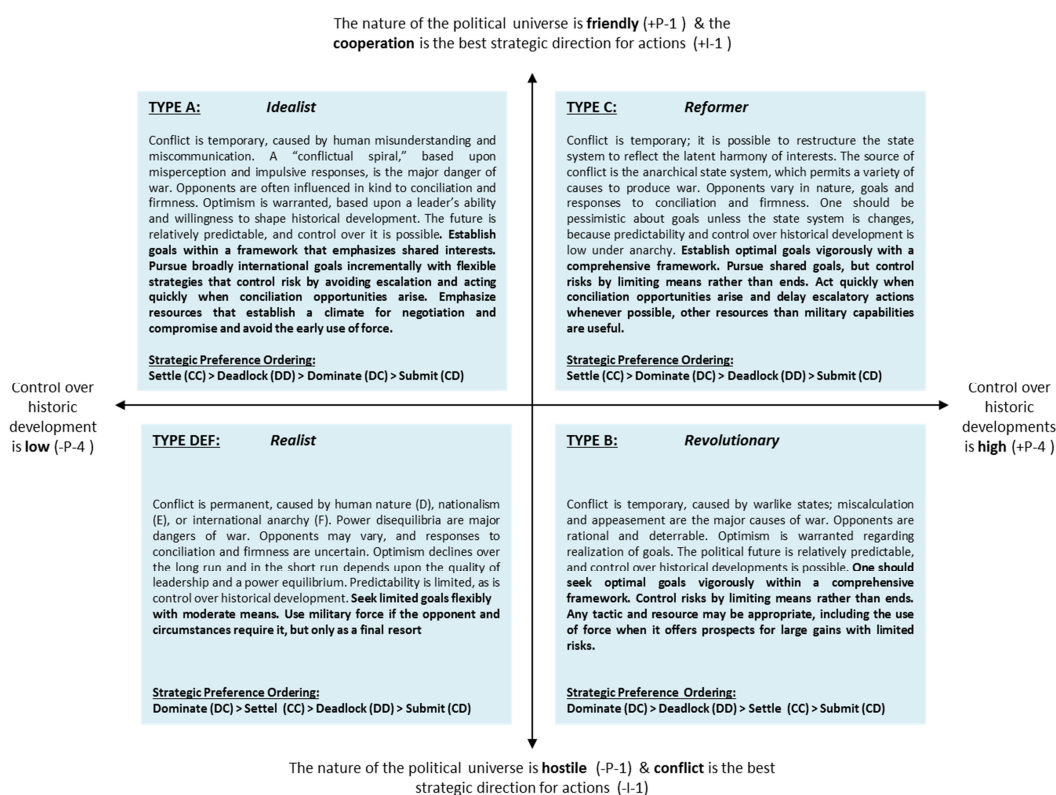 The nature of the political universe is friendly (+P-1 ) & the
cooperation is the best strategic direction for actions (+I-1 )
TYPE A: Idealist
Conflict is temporary, caused by human misunderstanding and
miscommunication. A “conflictual spiral,” based upon
misperception and impulsive responses, is the major danger of
war. Opponents are often influenced in kind to conciliation and
firmness. Optimism is warranted, based upon a leader’s ability
and willingness to shape historical development. The future is
relatively predictable, and control over it is possible. Establish
goals within a framework that emphasizes shared interests.
Pursue broadly international goals incrementally with flexible
strategies that control risk by avoiding escalation and acting
quickly when conciliation opportunities arise. Emphasize
resources that establish a climate for negotiation and
compromise and avoid the early use of force.
Strategic Preference Ordering:
Settle (CC) > Deadlock (DD) > Dominate (DC) > Submit (CD)
TYPE C: Reformer
Conflict is temporary; it is possible to restructure the state
system to reflect the latent harmony of interests. The source of
conflict is the anarchical state system, which permits a variety of
causes to produce war. Opponents vary in nature, goals and
responses to conciliation and firmness. One should be
pessimistic about goals unless the state system is changes,
because predictability and control over historical development is
low under anarchy. Establish optimal goals vigorously with a
comprehensive framework. Pursue shared goals, but control
risks by limiting means rather than ends. Act quickly when
conciliation opportunities arise and delay escalatory actions
whenever possible, other resources than military capabilities
are useful.
Strategic Preference Ordering:
Settle (CC) > Dominate (DC) > Deadlock (DD) > Submit (CD)
Control over
historic
development
is low (-P-4 )
Control over
historic
developments
is high (+P-4 )
TYPE DEF: Realist
Conflict is permanent, caused by human nature (D), nationalism
(E), or international anarchy (F). Power disequilibria are major
dangers of war. Opponents may vary, and responses to
conciliation and firmness are uncertain. Optimism declines over
the long run and in the short run depends upon the quality of
leadership and a power equilibrium. Predictability is limited, as is
control over historical development. Seek limited goals flexibly
with moderate means. Use military force if the opponent and
circumstances require it, but only as a final resort
Strategic Preference Ordering:
Dominate (DC) > Settel (CC) > Deadlock (DD) > Submit (CD)
TYPE B: Revolutionary
Conflict is temporary, caused by warlike states; miscalculation
and appeasement are the major causes of war. Opponents are
rational and deterrable. Optimism is warranted regarding
realization of goals. The political future is relatively predictable,
and control over historical developments is possible. One should
seek optimal goals vigorously within a comprehensive
framework. Control risks by limiting means rather than ends.
Any tactic and resource may be appropriate, including the use
of force when it offers prospects for large gains with limited
risks.
Strategic Preference Ordering:
Dominate (DC) > Deadlock (DD) > Settle (CC) > Submit (CD)
The nature of the political universe is hostile (-P-1) & conflict is the best
strategic direction for actions (-I-1)